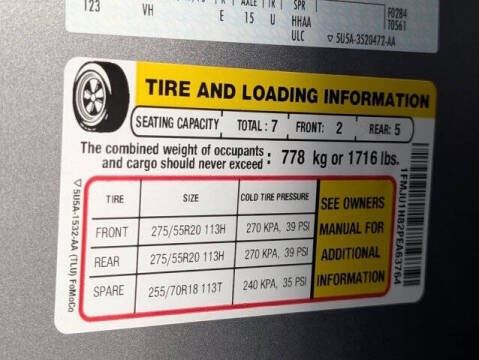 123 VH E 15 U HHAA F0284
ULC T0561
AXLE TR SPR
▽ 5U5A-3520472-AA
TIRE AND LOADING INFORMATION
SEATING CAPACITY TOTAL : 7 FRONT: 2 REAR: 5
The combined weight of occupants
and cargo should never exceed : 778 kg or 1716 lbs.
TIRE SIZE COLD TIRE PRESSURE
FRONT 275/55R20 113H 270 KPA, 39 PSI
REAR 275/55R20 113H 270 KPA, 39 PSI
SPARE 255/70R18 113T 240 KPA, 35 PSI
SEE OWNERS
MANUAL FOR
ADDITIONAL
INFORMATION
▽ 5U5A-1532-AA (TLU) FoMoCo
1FMJU1HB2PEA63764